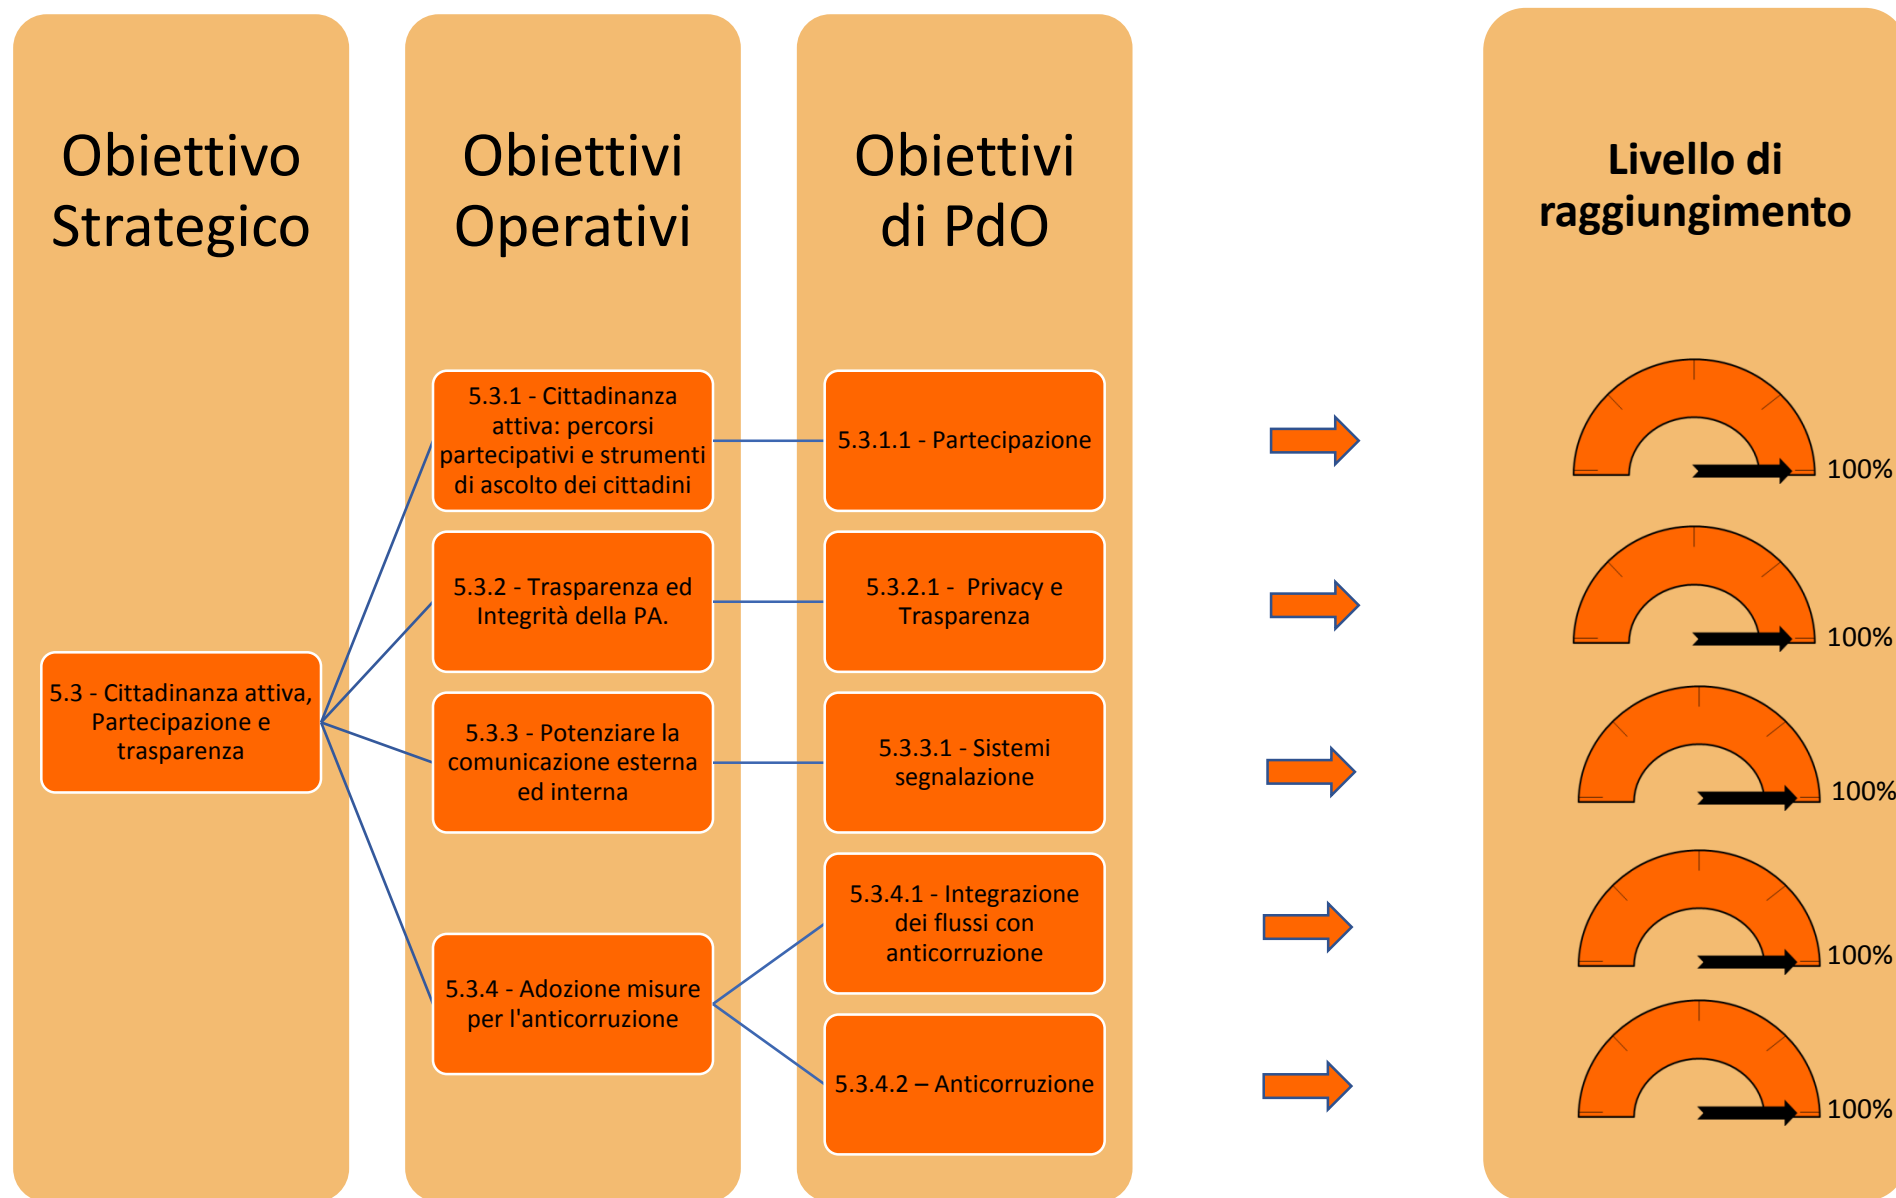 Obiettivo
Strategico
5.3 - Cittadinanza attiva,
Partecipazione e
trasparenza
Obiettivi
Operativi
5.3.1 - Cittadinanza
attiva: percorsi
partecipativi e strumenti
di ascolto dei cittadini
5.3.2 - Trasparenza ed
Integrità della PA.
5.3.3 - Potenziare la
comunicazione esterna
ed interna
5.3.4 - Adozione misure
per l'anticorruzione
Obiettivi
di PdO
5.3.1.1 - Partecipazione
5.3.2.1 - Privacy e
Trasparenza
5.3.3.1 - Sistemi
segnalazione
5.3.4.1 - Integrazione
dei flussi con
anticorruzione
5.3.4.2 – Anticorruzione
Livello di
raggiungimento
100%
100%
100%
100%
100%